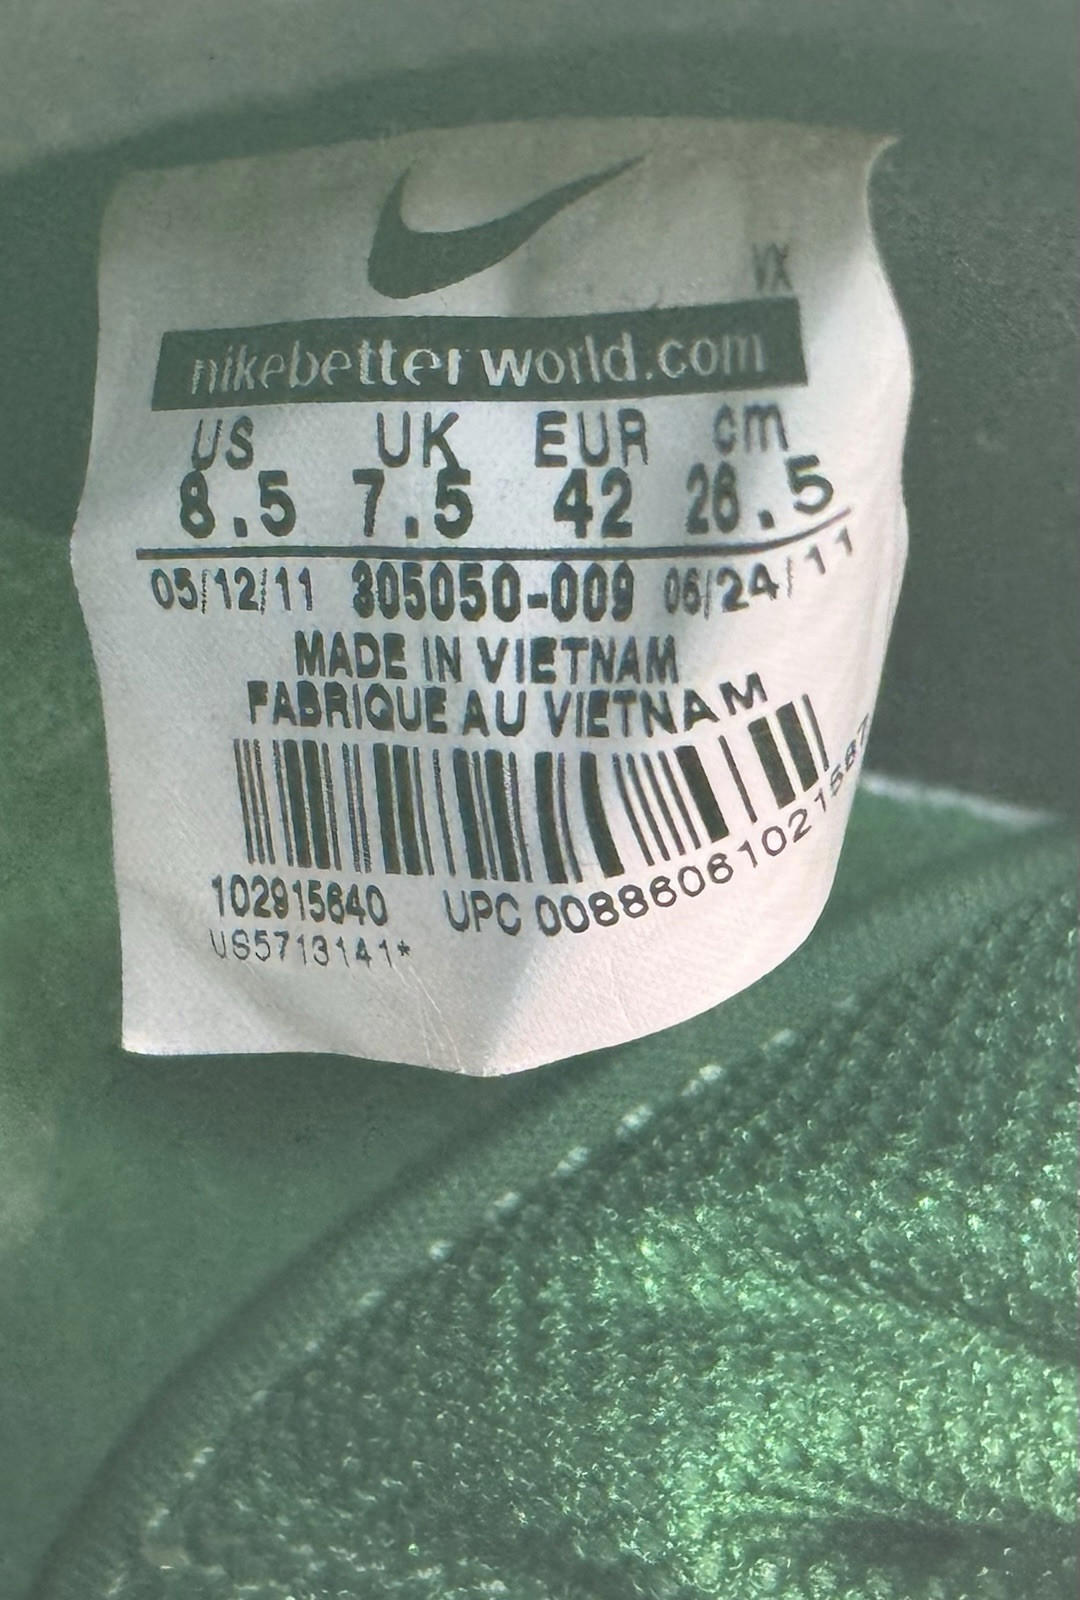 VX
nikebetterworld.com
US UK EUR cm
8.5 7.5 42 26.5
05/12/11 305050-009 06/24/11
MADE IN VIETNAM
FABRIQUE AU VIETNAM
102915640 UPC 00886061021587
US5713141*